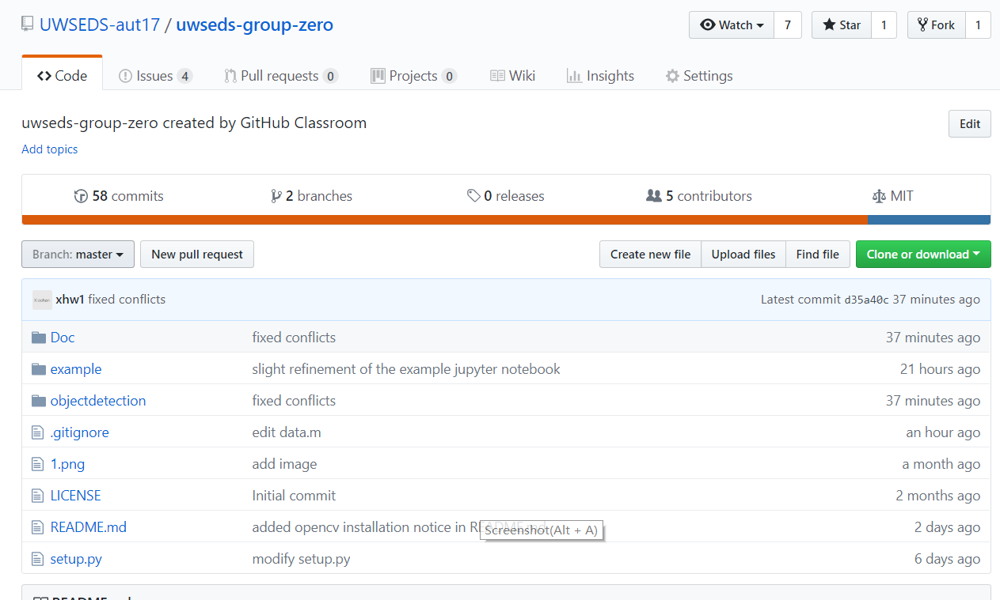 UWSEDS-aut17 / uwseds-group-zero Watch 7 Star 1 Fork 1
Code Issues 4 Pull requests 0 Projects 0 Wiki Insights Settings
uwseds-group-zero created by GitHub Classroom Edit
Add topics
58 commits 2 branches 0 releases 5 contributors MIT
Branch: master New pull request Create new file Upload files Find file Clone or download
xhw1 fixed conflicts Latest commit d35a40c 37 minutes ago
Doc fixed conflicts 37 minutes ago
example slight refinement of the example jupyter notebook 21 hours ago
objectdetection fixed conflicts 37 minutes ago
.gitignore edit data.m an hour ago
1.png add image a month ago
LICENSE Initial commit 2 months ago
README.md added opencv installation notice in README.md 2 days ago
Screenshot(Alt + A)
setup.py modify setup.py 6 days ago